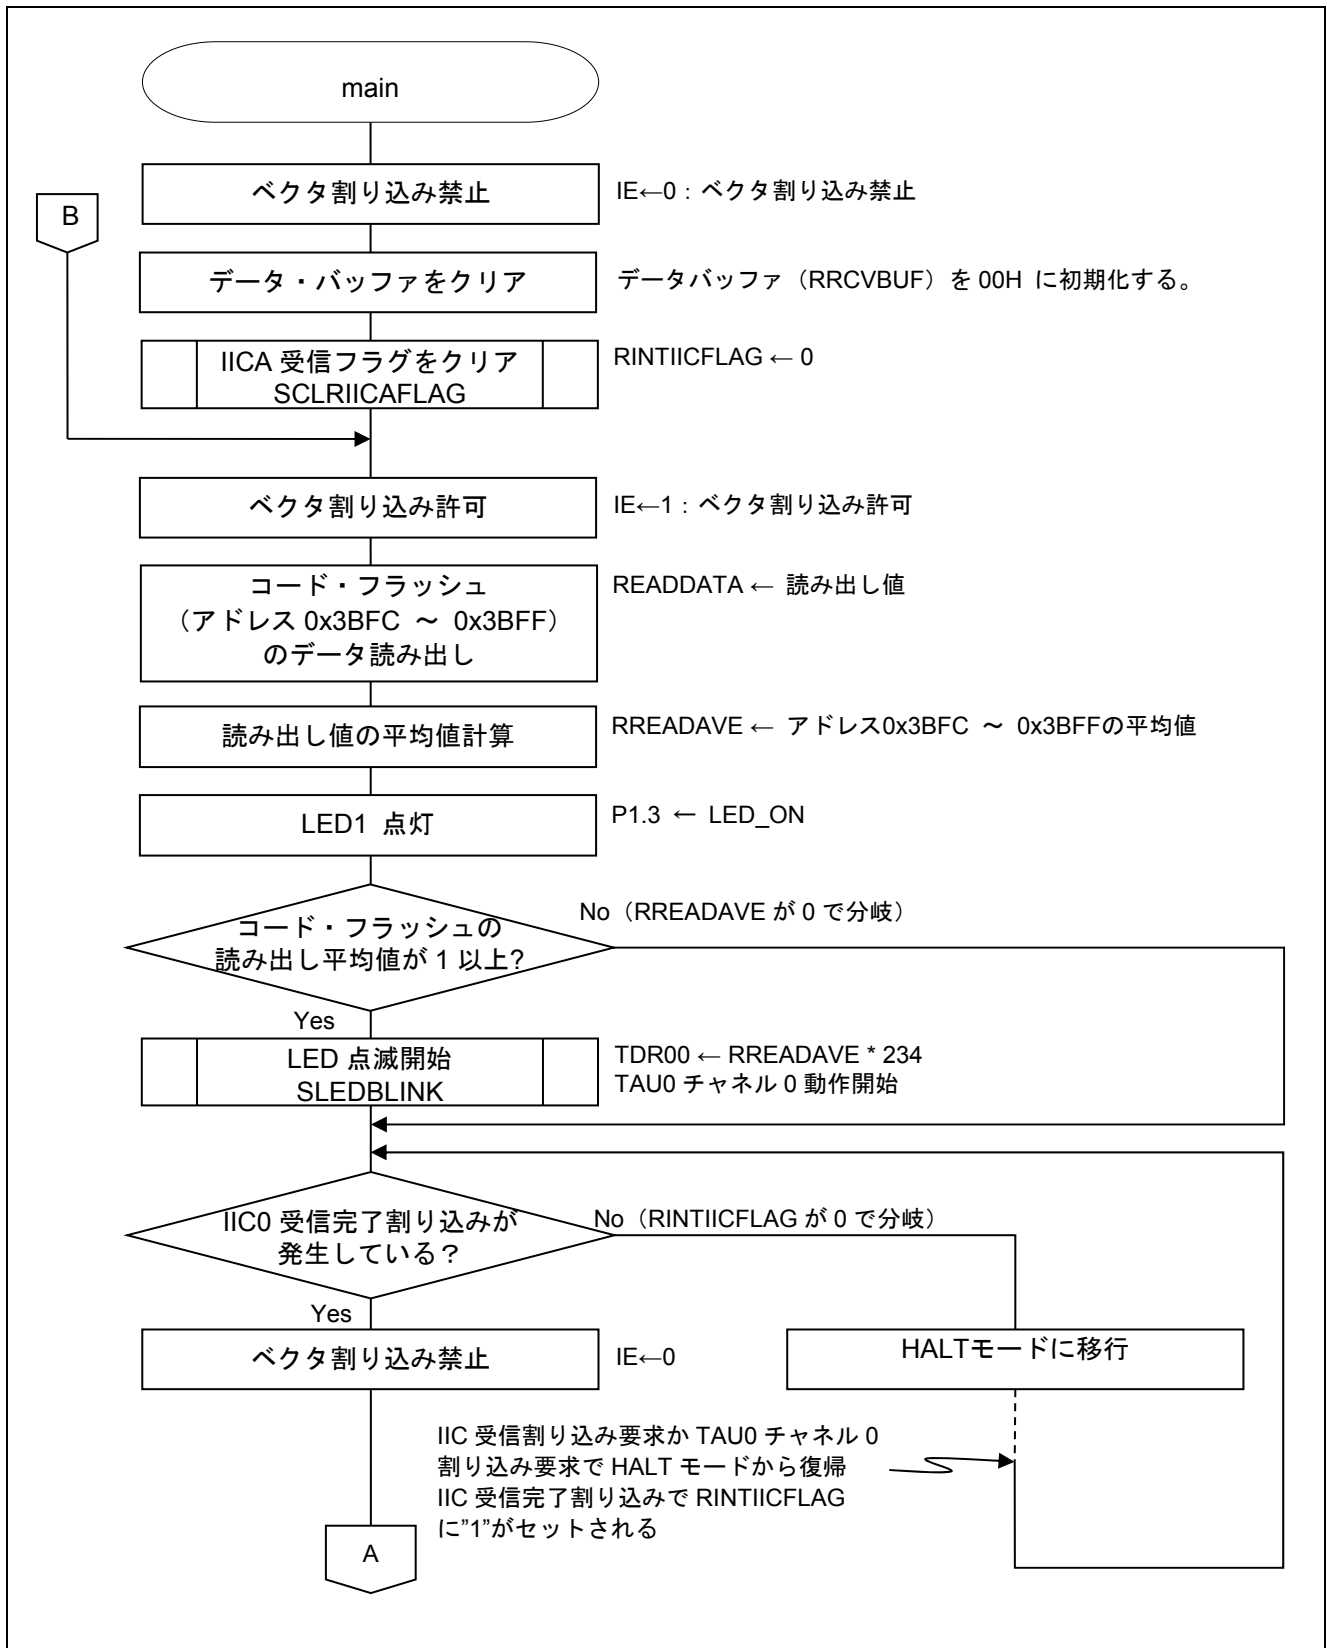 main
ベクタ割り込み禁止
IE←0：ベクタ割り込み禁止
B
データ・バッファをクリア
データバッファ（RRCVBUF）を 00H に初期化する。
IICA 受信フラグをクリア
SCLRIICAFLAG
RINTIICFLAG ← 0
ベクタ割り込み許可
IE←1：ベクタ割り込み許可
コード・フラッシュ
（アドレス 0x3BFC ～ 0x3BFF）
のデータ読み出し
READDATA ← 読み出し値
読み出し値の平均値計算
RREADAVE ← アドレス0x3BFC ～ 0x3BFFの平均値
LED1 点灯
P1.3 ← LED_ON
コード・フラッシュの
読み出し平均値が 1 以上?
No（RREADAVE が 0 で分岐）
Yes
LED 点滅開始
SLEDBLINK
TDR00 ← RREADAVE * 234
TAU0 チャネル 0 動作開始
IIC0 受信完了割り込みが
発生している？
No（RINTIICFLAG が 0 で分岐）
Yes
ベクタ割り込み禁止
IE←0
HALTモードに移行
IIC 受信割り込み要求か TAU0 チャネル 0
割り込み要求で HALT モードから復帰
IIC 受信完了割り込みで RINTIICFLAG
に”1”がセットされる
A